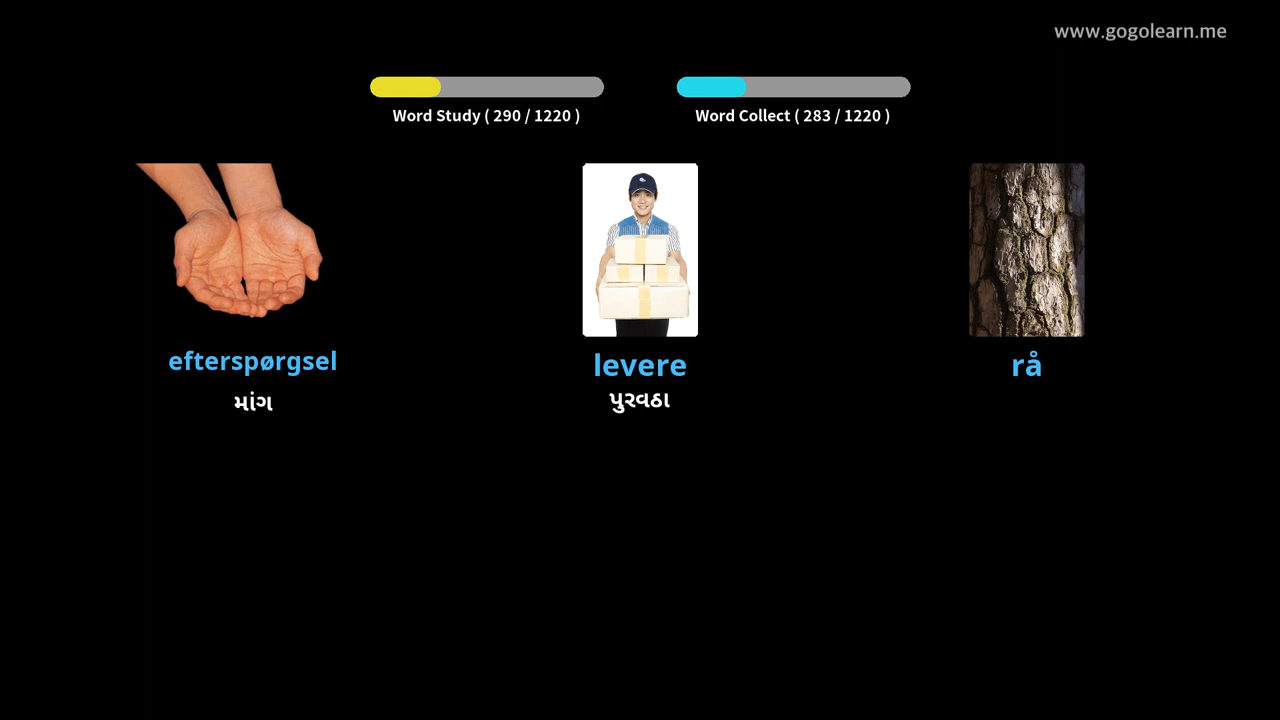 www.gogolearn.me
Word Study ( 290 / 1220 )
Word Collect ( 283 / 1220 )
efterspørgsel
levere
rå
માંગ
પુરવઠા